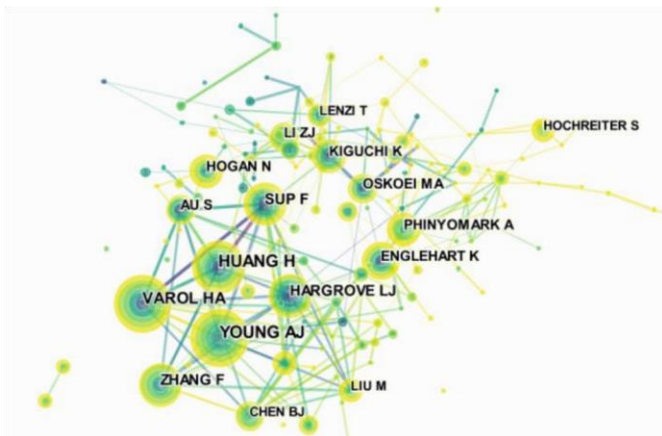 LENZI T
HOCHREITER S
LI ZJ
KIGUCHI K
HOGAN N
OSKOEI MA
SUP F
AU S
PHINYOMARK A
ENGLEHART K
HUANG H
HARGROVE LJ
VAROL HA
YOUNG AJ
ZHANG F
LIU M
CHEN BJ